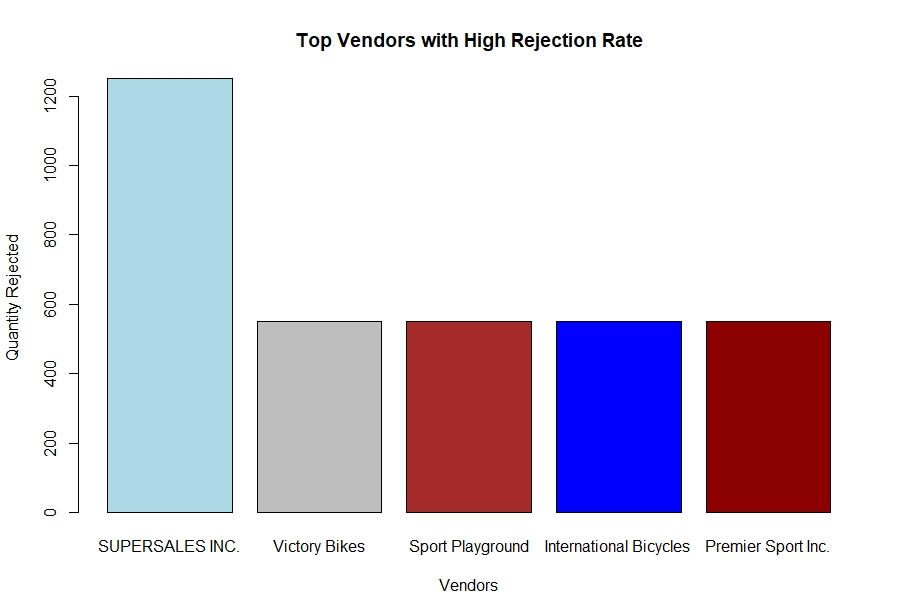 Top Vendors with High Rejection Rate
Quantity Rejected
1200
1000
800
600
400
200
0
SUPERSALES INC. Victory Bikes Sport Playground International Bicycles Premier Sport Inc.
Vendors